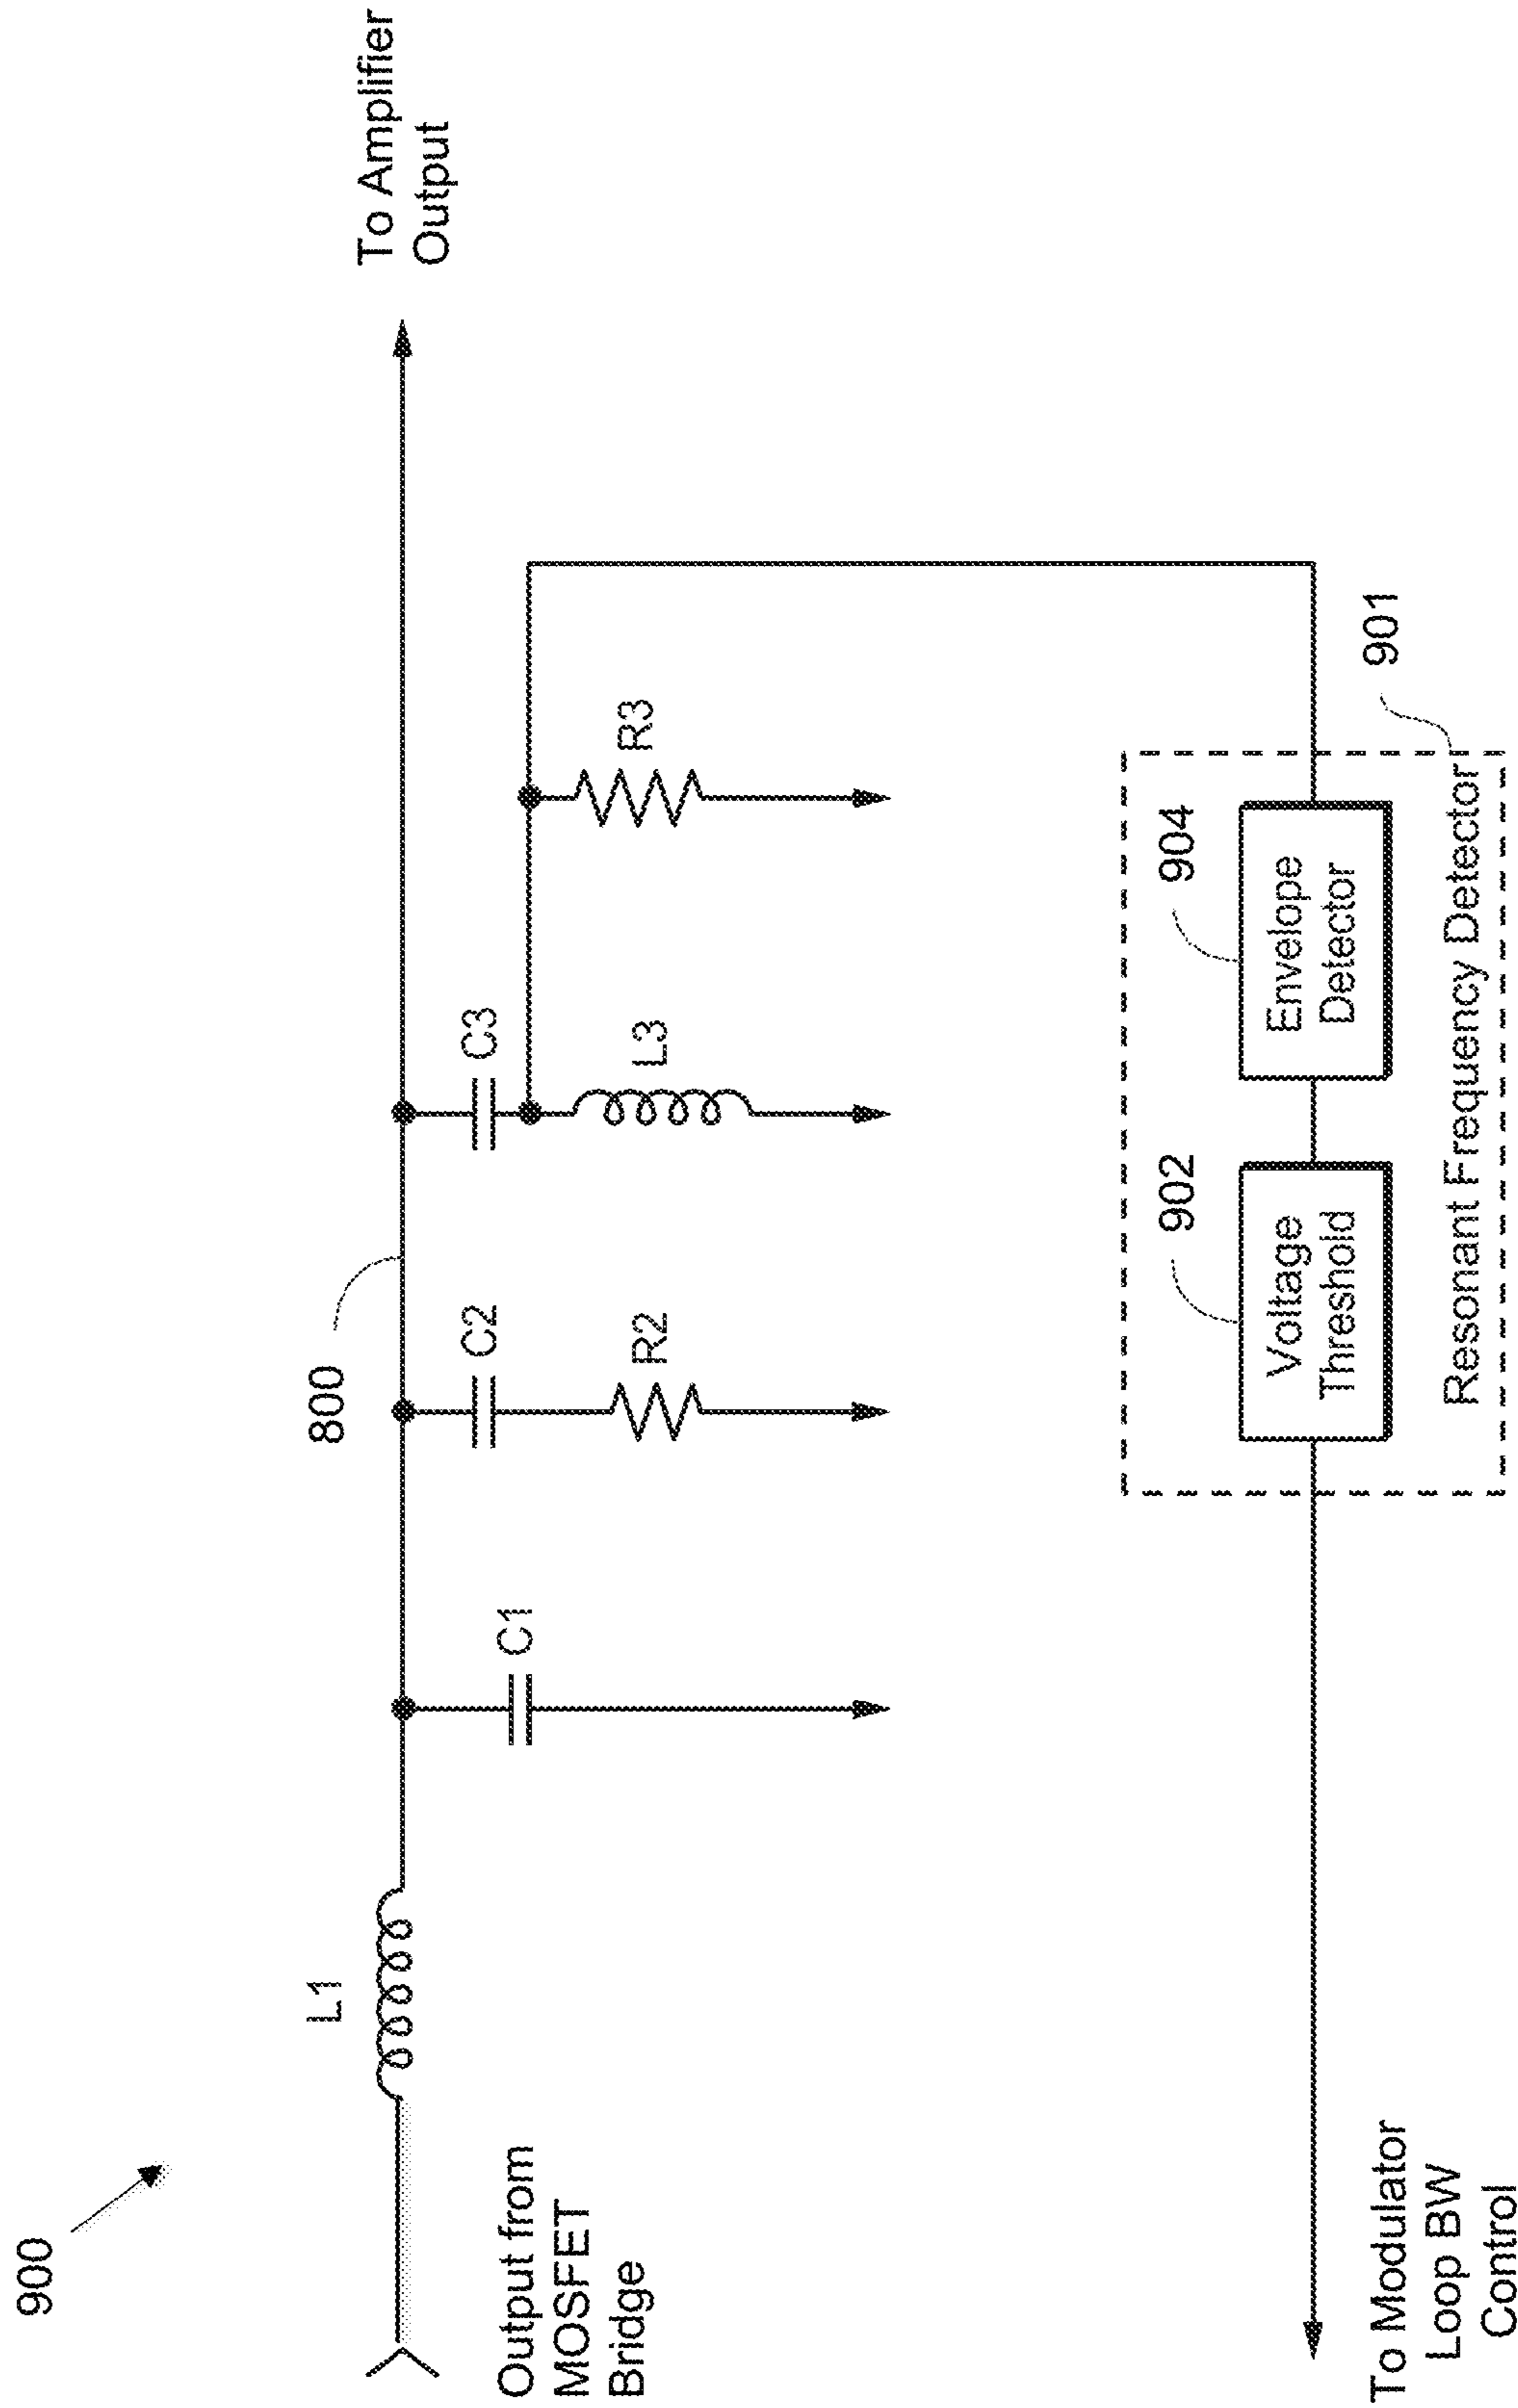 900
L1
800
To Amplifier
Output
Output from
MOSFET
Bridge
C1
C2
R2
C3
L3
R3
901
902
Voltage
Threshold
904
Envelope
Detector
Resonant Frequency Detector
To Modulator
Loop BW
Control